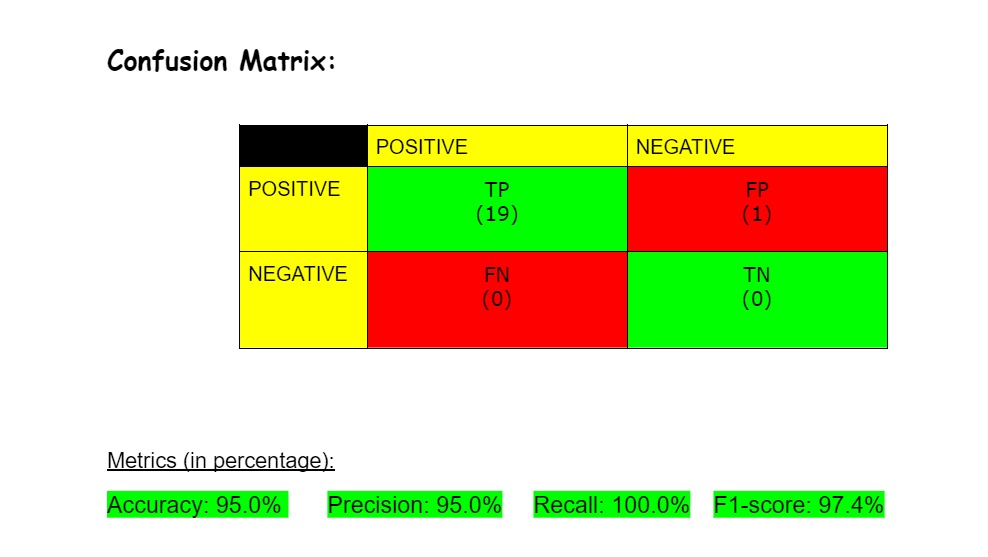 Confusion Matrix:
POSITIVE NEGATIVE
POSITIVE TP FP
(19) (1)
NEGATIVE FN TN
(0) (0)
Metrics (in percentage):
Accuracy: 95.0% Precision: 95.0% Recall: 100.0% F1-score: 97.4%